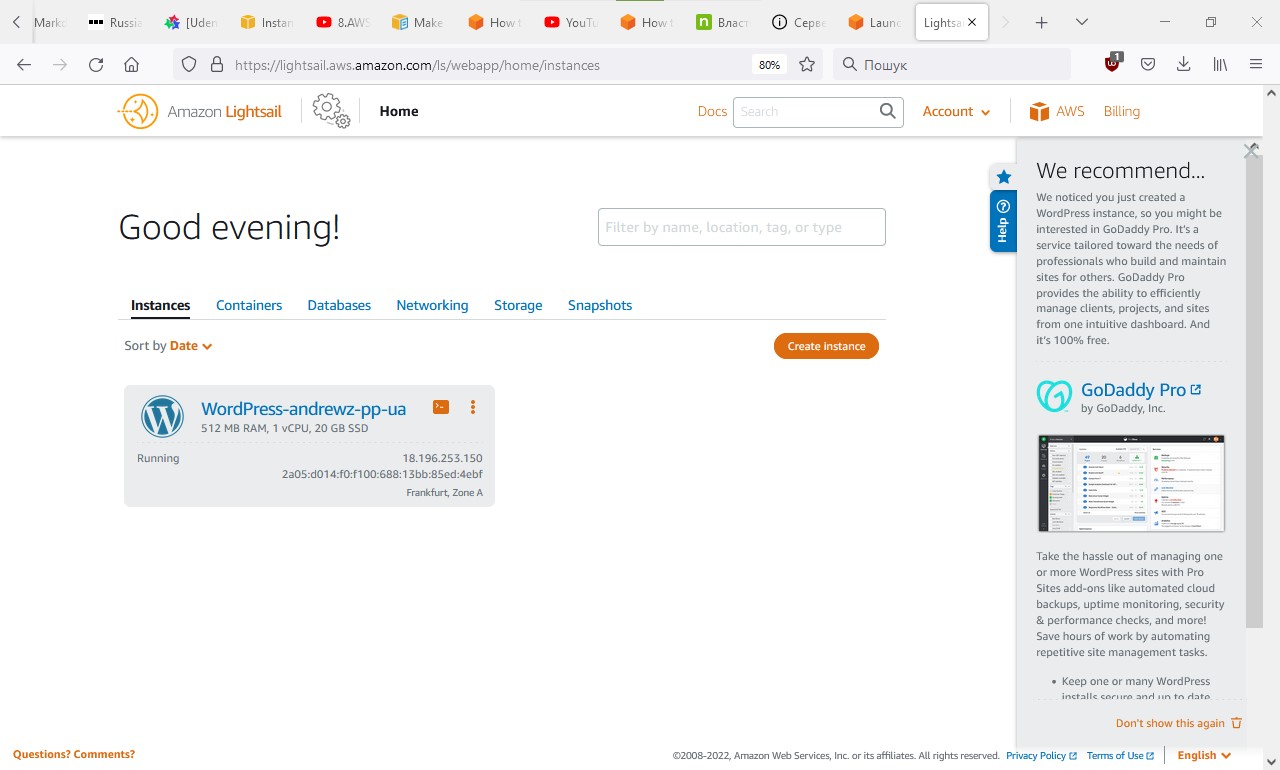 Marko
Russia
[Uden
Instan
8.AWS
Make
How t
YouTu
How t
Власт
Серве
Launc
Lightsa
https://lightsail.aws.amazon.com/ls/webapp/home/instances
80%
Пошук
1
Amazon Lightsail
Home
Docs
Search
Account
AWS
Billing
Good evening!
Filter by name, location, tag, or type
Help
Instances
Containers
Databases
Networking
Storage
Snapshots
Sort by Date
Create instance
WordPress-andrewz-pp-ua
512 MB RAM, 1 vCPU, 20 GB SSD
Running
18.196.253.150
2a05:d014:f0:f100:688:13bb:85ed:4ebf
Frankfurt, Zone A
We recommend...
We noticed you just created a
WordPress instance, so you might be
interested in GoDaddy Pro. It's a
service tailored toward the needs of
professionals who build and maintain
sites for others. GoDaddy Pro
provides the ability to efficiently
manage clients, projects, and sites
from one intuitive dashboard. And
it's 100% free.
GoDaddy Pro
by GoDaddy, Inc.
Take the hassle out of managing one
or more WordPress sites with Pro
Sites add-ons like automated cloud
backups, uptime monitoring, security
& performance checks, and more!
Save hours of work by automating
repetitive site management tasks.
• Keep one or many WordPress
installs secure and up to date
Don't show this again
Questions? Comments?
©2008-2022, Amazon Web Services, Inc. or its affiliates. All rights reserved.
Privacy Policy
Terms of Use
English